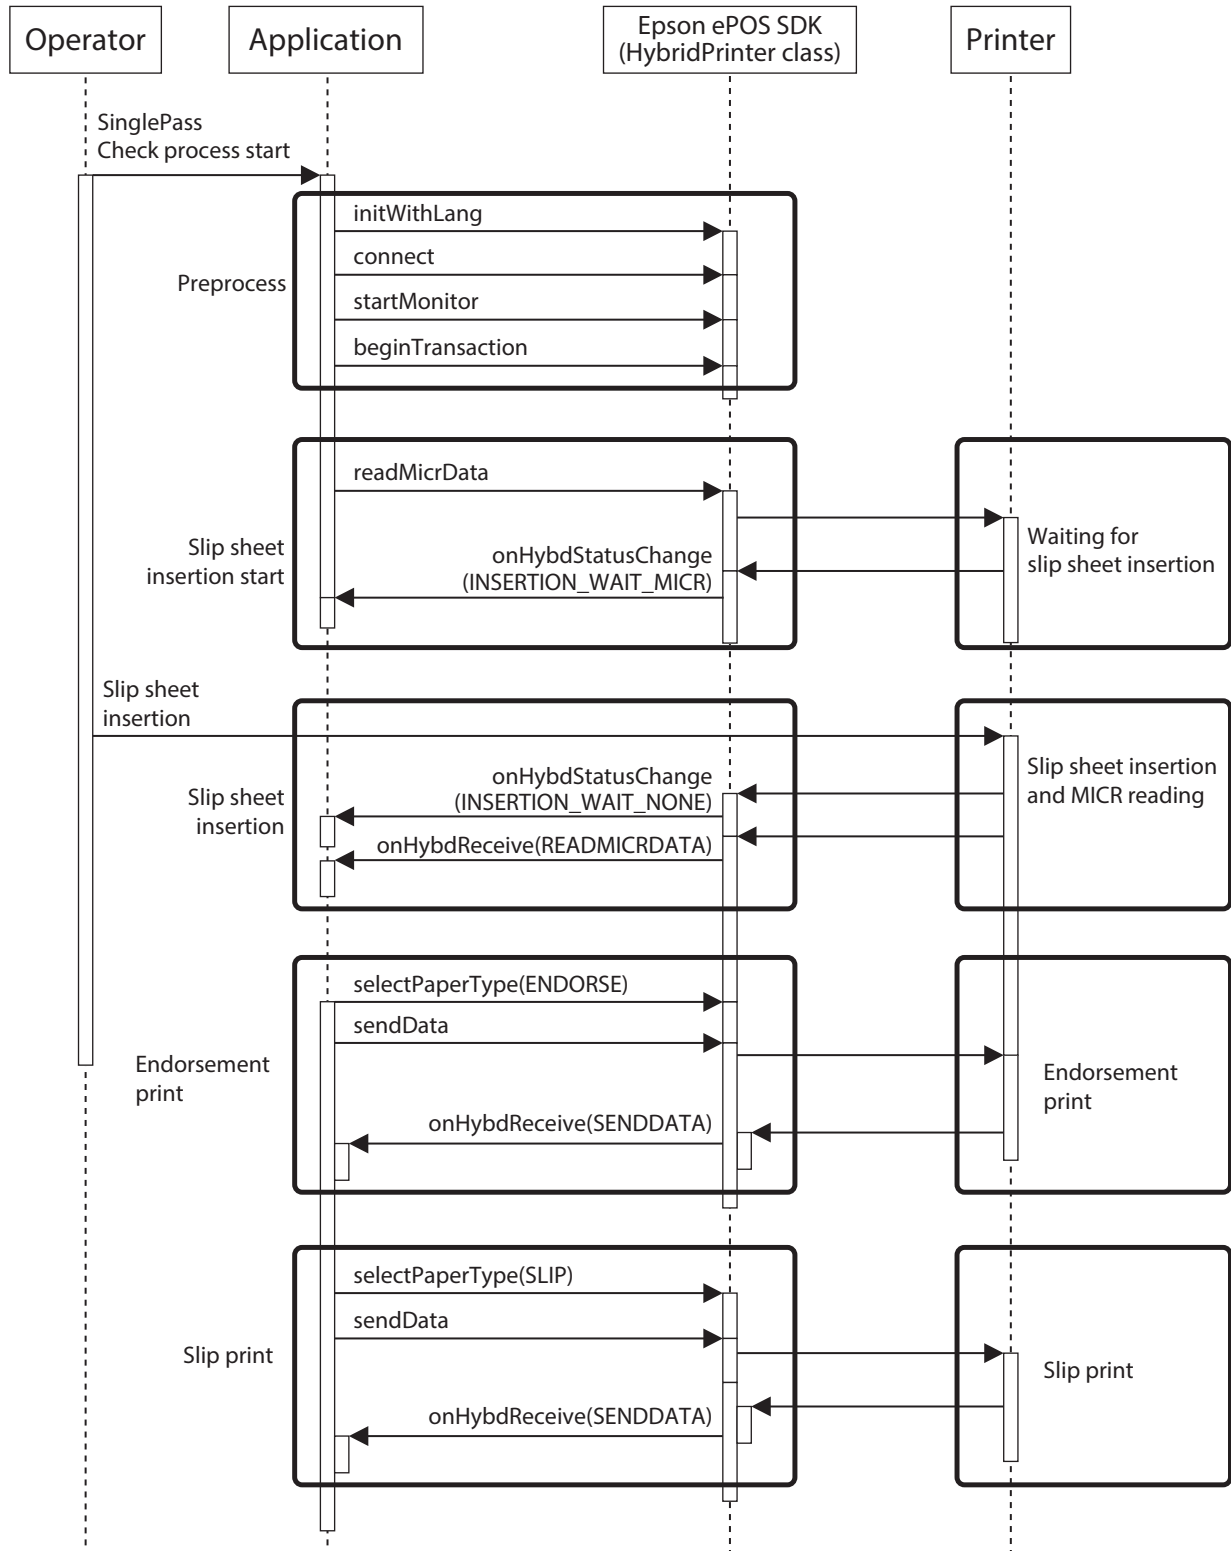 Operator
Application
Epson ePOS SDK
(HybridPrinter class)
Printer
SinglePass
Check process start
initWithLang
connect
Preprocess
startMonitor
beginTransaction
readMicrData
Slip sheet
insertion start
onHybdStatusChange
(INSERTION_WAIT_MICR)
Waiting for
slip sheet insertion
Slip sheet
insertion
Slip sheet
insertion
onHybdStatusChange
(INSERTION_WAIT_NONE)
Slip sheet insertion
and MICR reading
onHybdReceive(READMICRDATA)
selectPaperType(ENDORSE)
sendData
Endorsement
print
Endorsement
print
onHybdReceive(SENDDATA)
selectPaperType(SLIP)
sendData
Slip print
Slip print
onHybdReceive(SENDDATA)